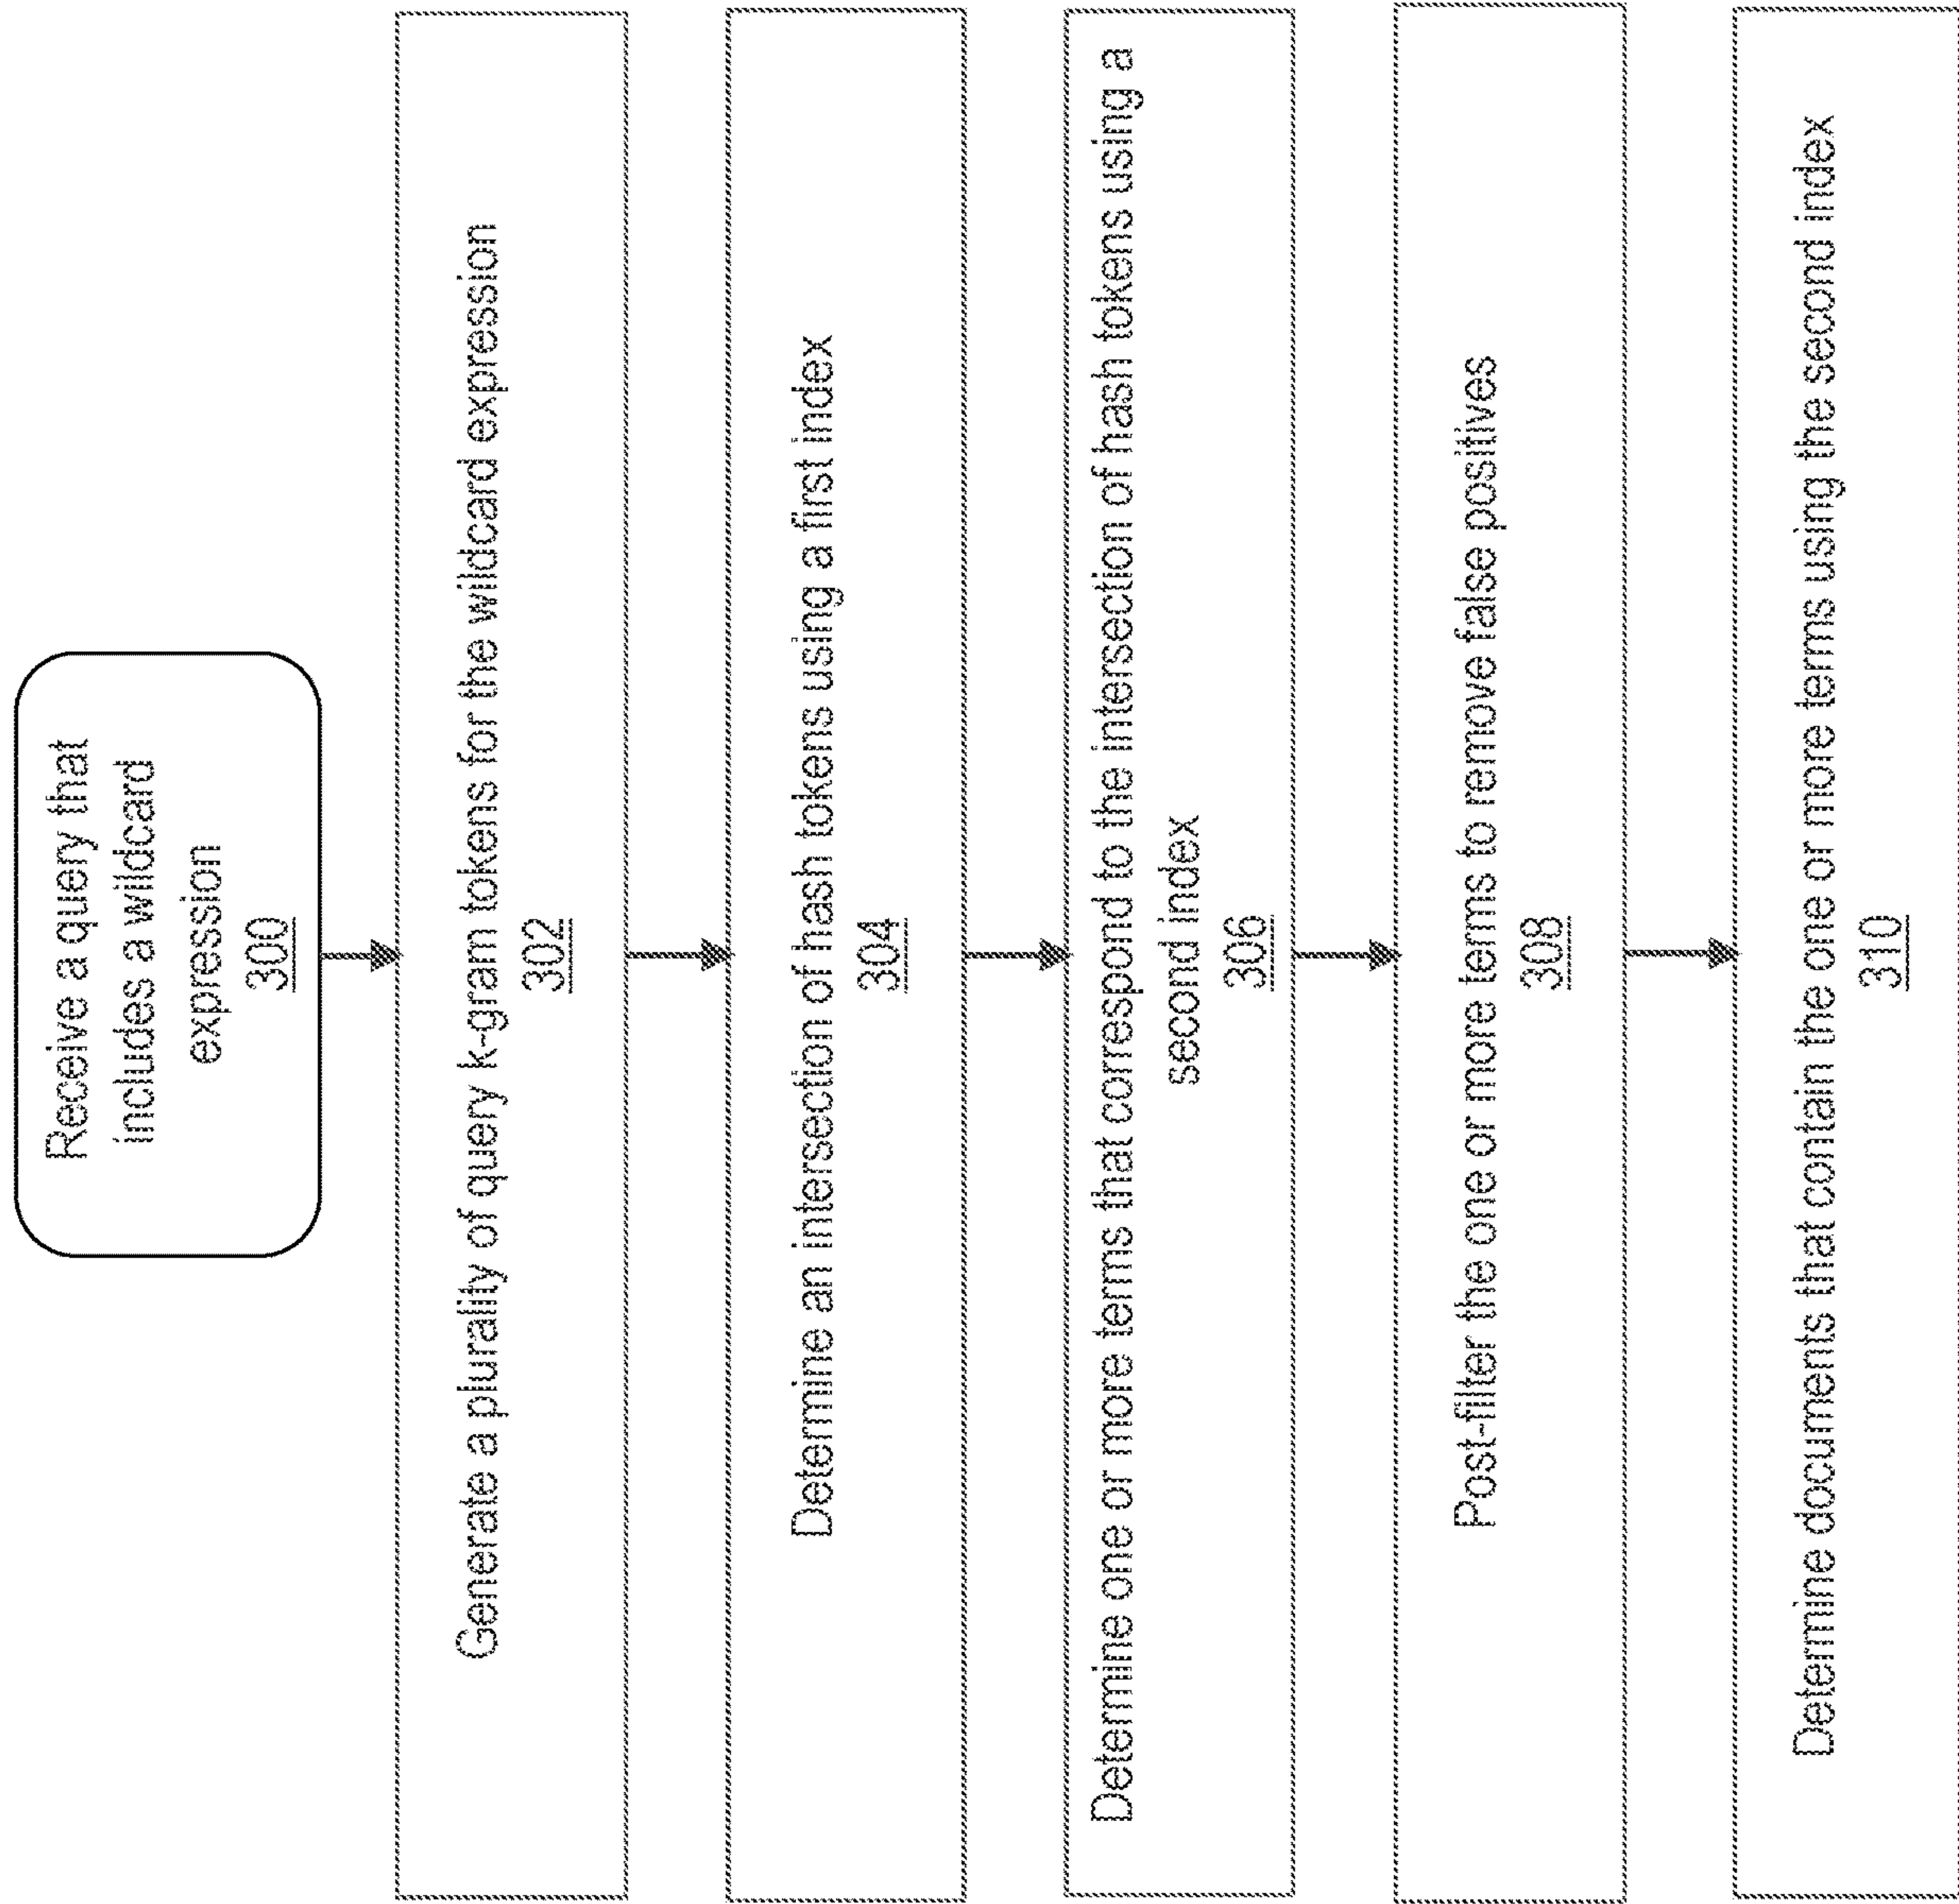 Receive a query that
includes a wildcard
expression
300
Generate a plurality of query k-gram tokens for the wildcard expression
302
Determine an intersection of hash tokens using a first index
304
Determine one or more terms that correspond to the intersection of hash tokens using a
second index
306
Post-filter the one or more terms to remove false positives
308
Determine documents that contain the one or more terms using the second index
310